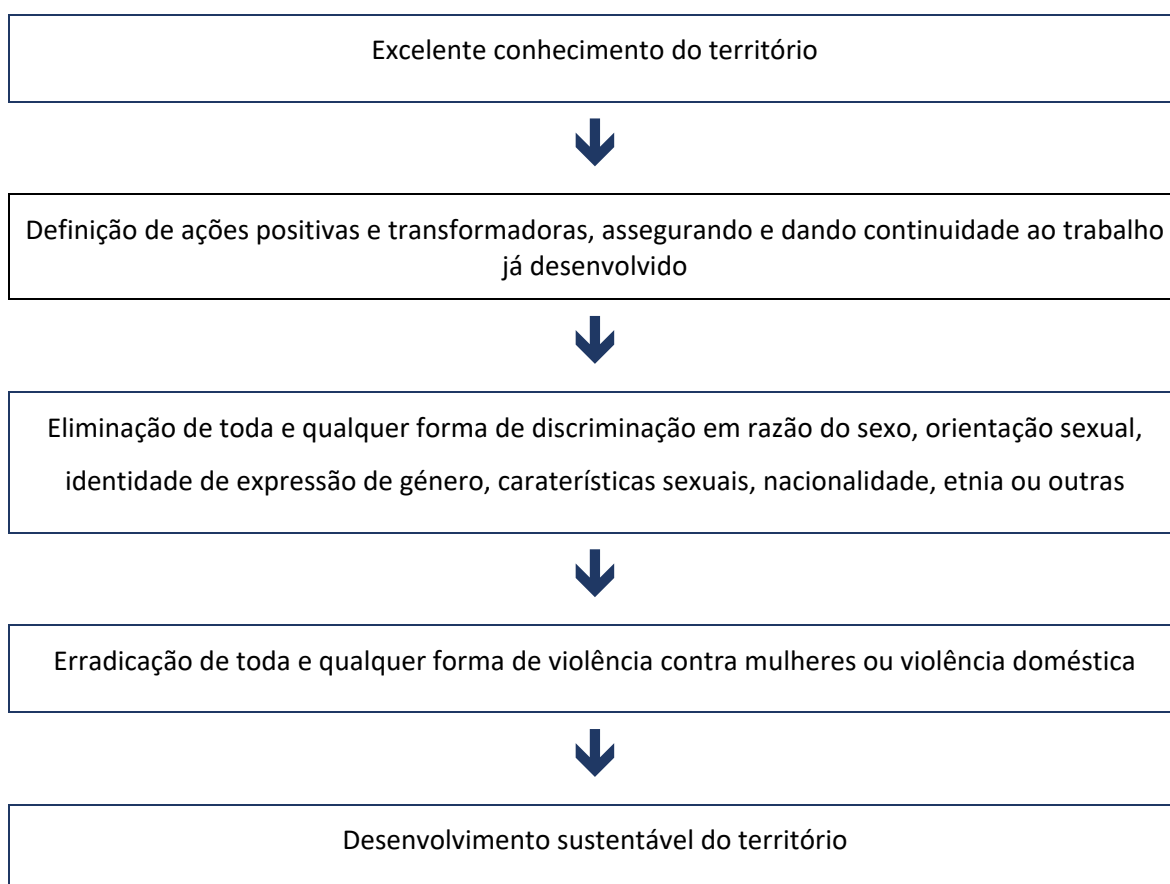 Excelente conhecimento do território
Definição de ações positivas e transformadoras, assegurando e dando continuidade ao trabalho
já desenvolvido
Eliminação de toda e qualquer forma de discriminação em razão do sexo, orientação sexual,
identidade de expressão de género, caraterísticas sexuais, nacionalidade, etnia ou outras
Erradicação de toda e qualquer forma de violência contra mulheres ou violência doméstica
Desenvolvimento sustentável do território